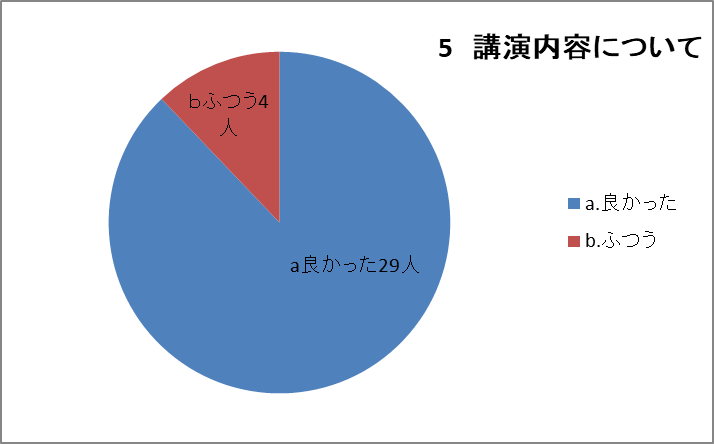 5　講演内容について
bふつう4
人
a良かった29人
a.良かった
b.ふつう